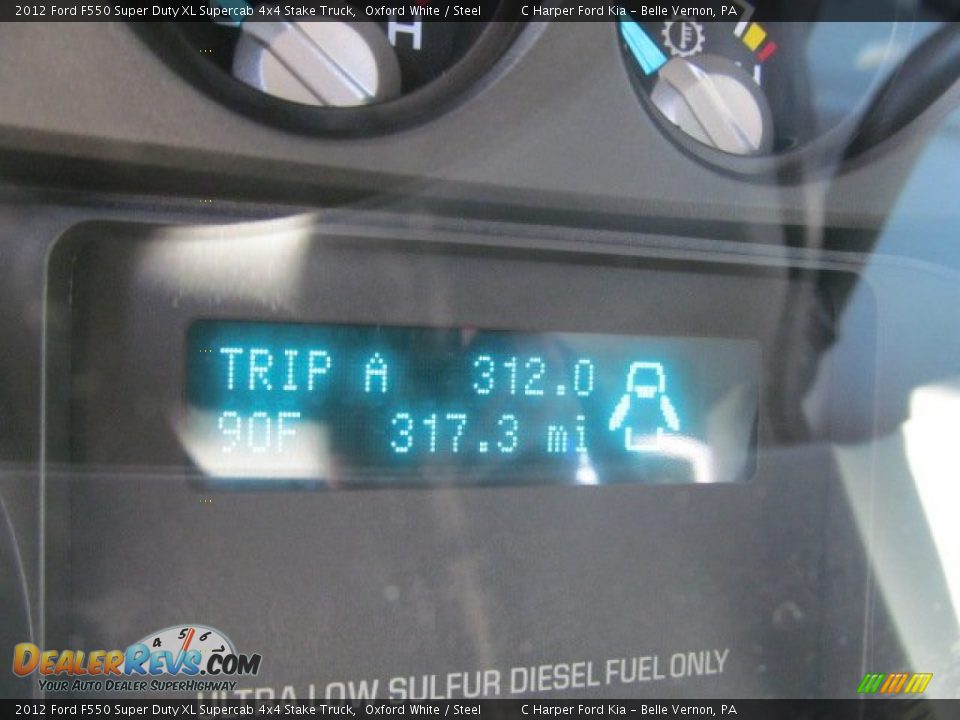 2012 Ford F550 Super Duty XL Supercab 4x4 Stake Truck, Oxford White / Steel C Harper Ford Kia - Belle Vernon, PA
H
H
TRIP A 312.0
90F 317.3 mi
ULTRA LOW SULFUR DIESEL FUEL ONLY
4 5 6
DEALERREVS.COM
YOUR AUTO DEALER SUPERHIGHWAY
2012 Ford F550 Super Duty XL Supercab 4x4 Stake Truck, Oxford White / Steel C Harper Ford Kia - Belle Vernon, PA